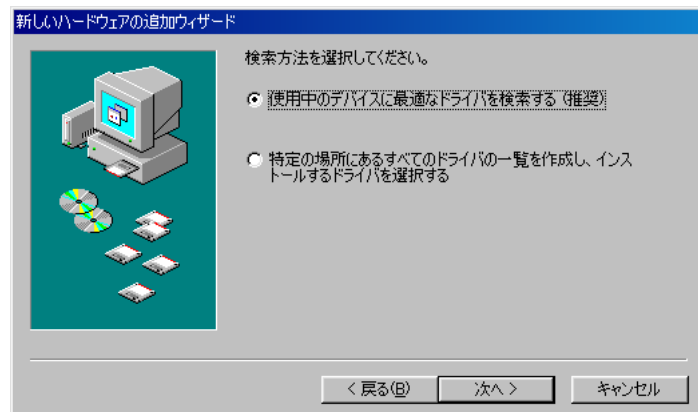 新しいハードウェアの追加ウィザード
検索方法を選択してください。
使用中のデバイスに最適なドライバを検索する (推奨)
特定の場所にあるすべてのドライバの一覧を作成し、インス
トールするドライバを選択する
< 戻る(B)
次へ >
キャンセル